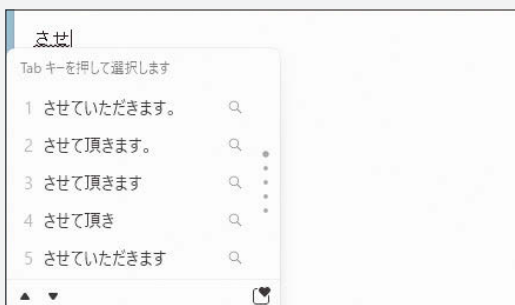 させ
Tab キーを押して選択します
1 させていただきます。
2 させて頂きます。
3 させて頂きます
4 させて頂き
5 させていただきます